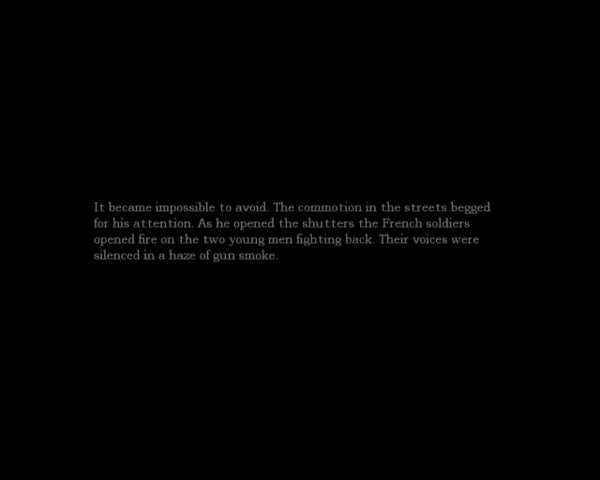 It became impossible to avoid. The commotion in the streets begged
for his attention. As he opened the shutters the French soldiers
opened fire on the two young men fighting back. Their voices were
silenced in a haze of gun smoke.